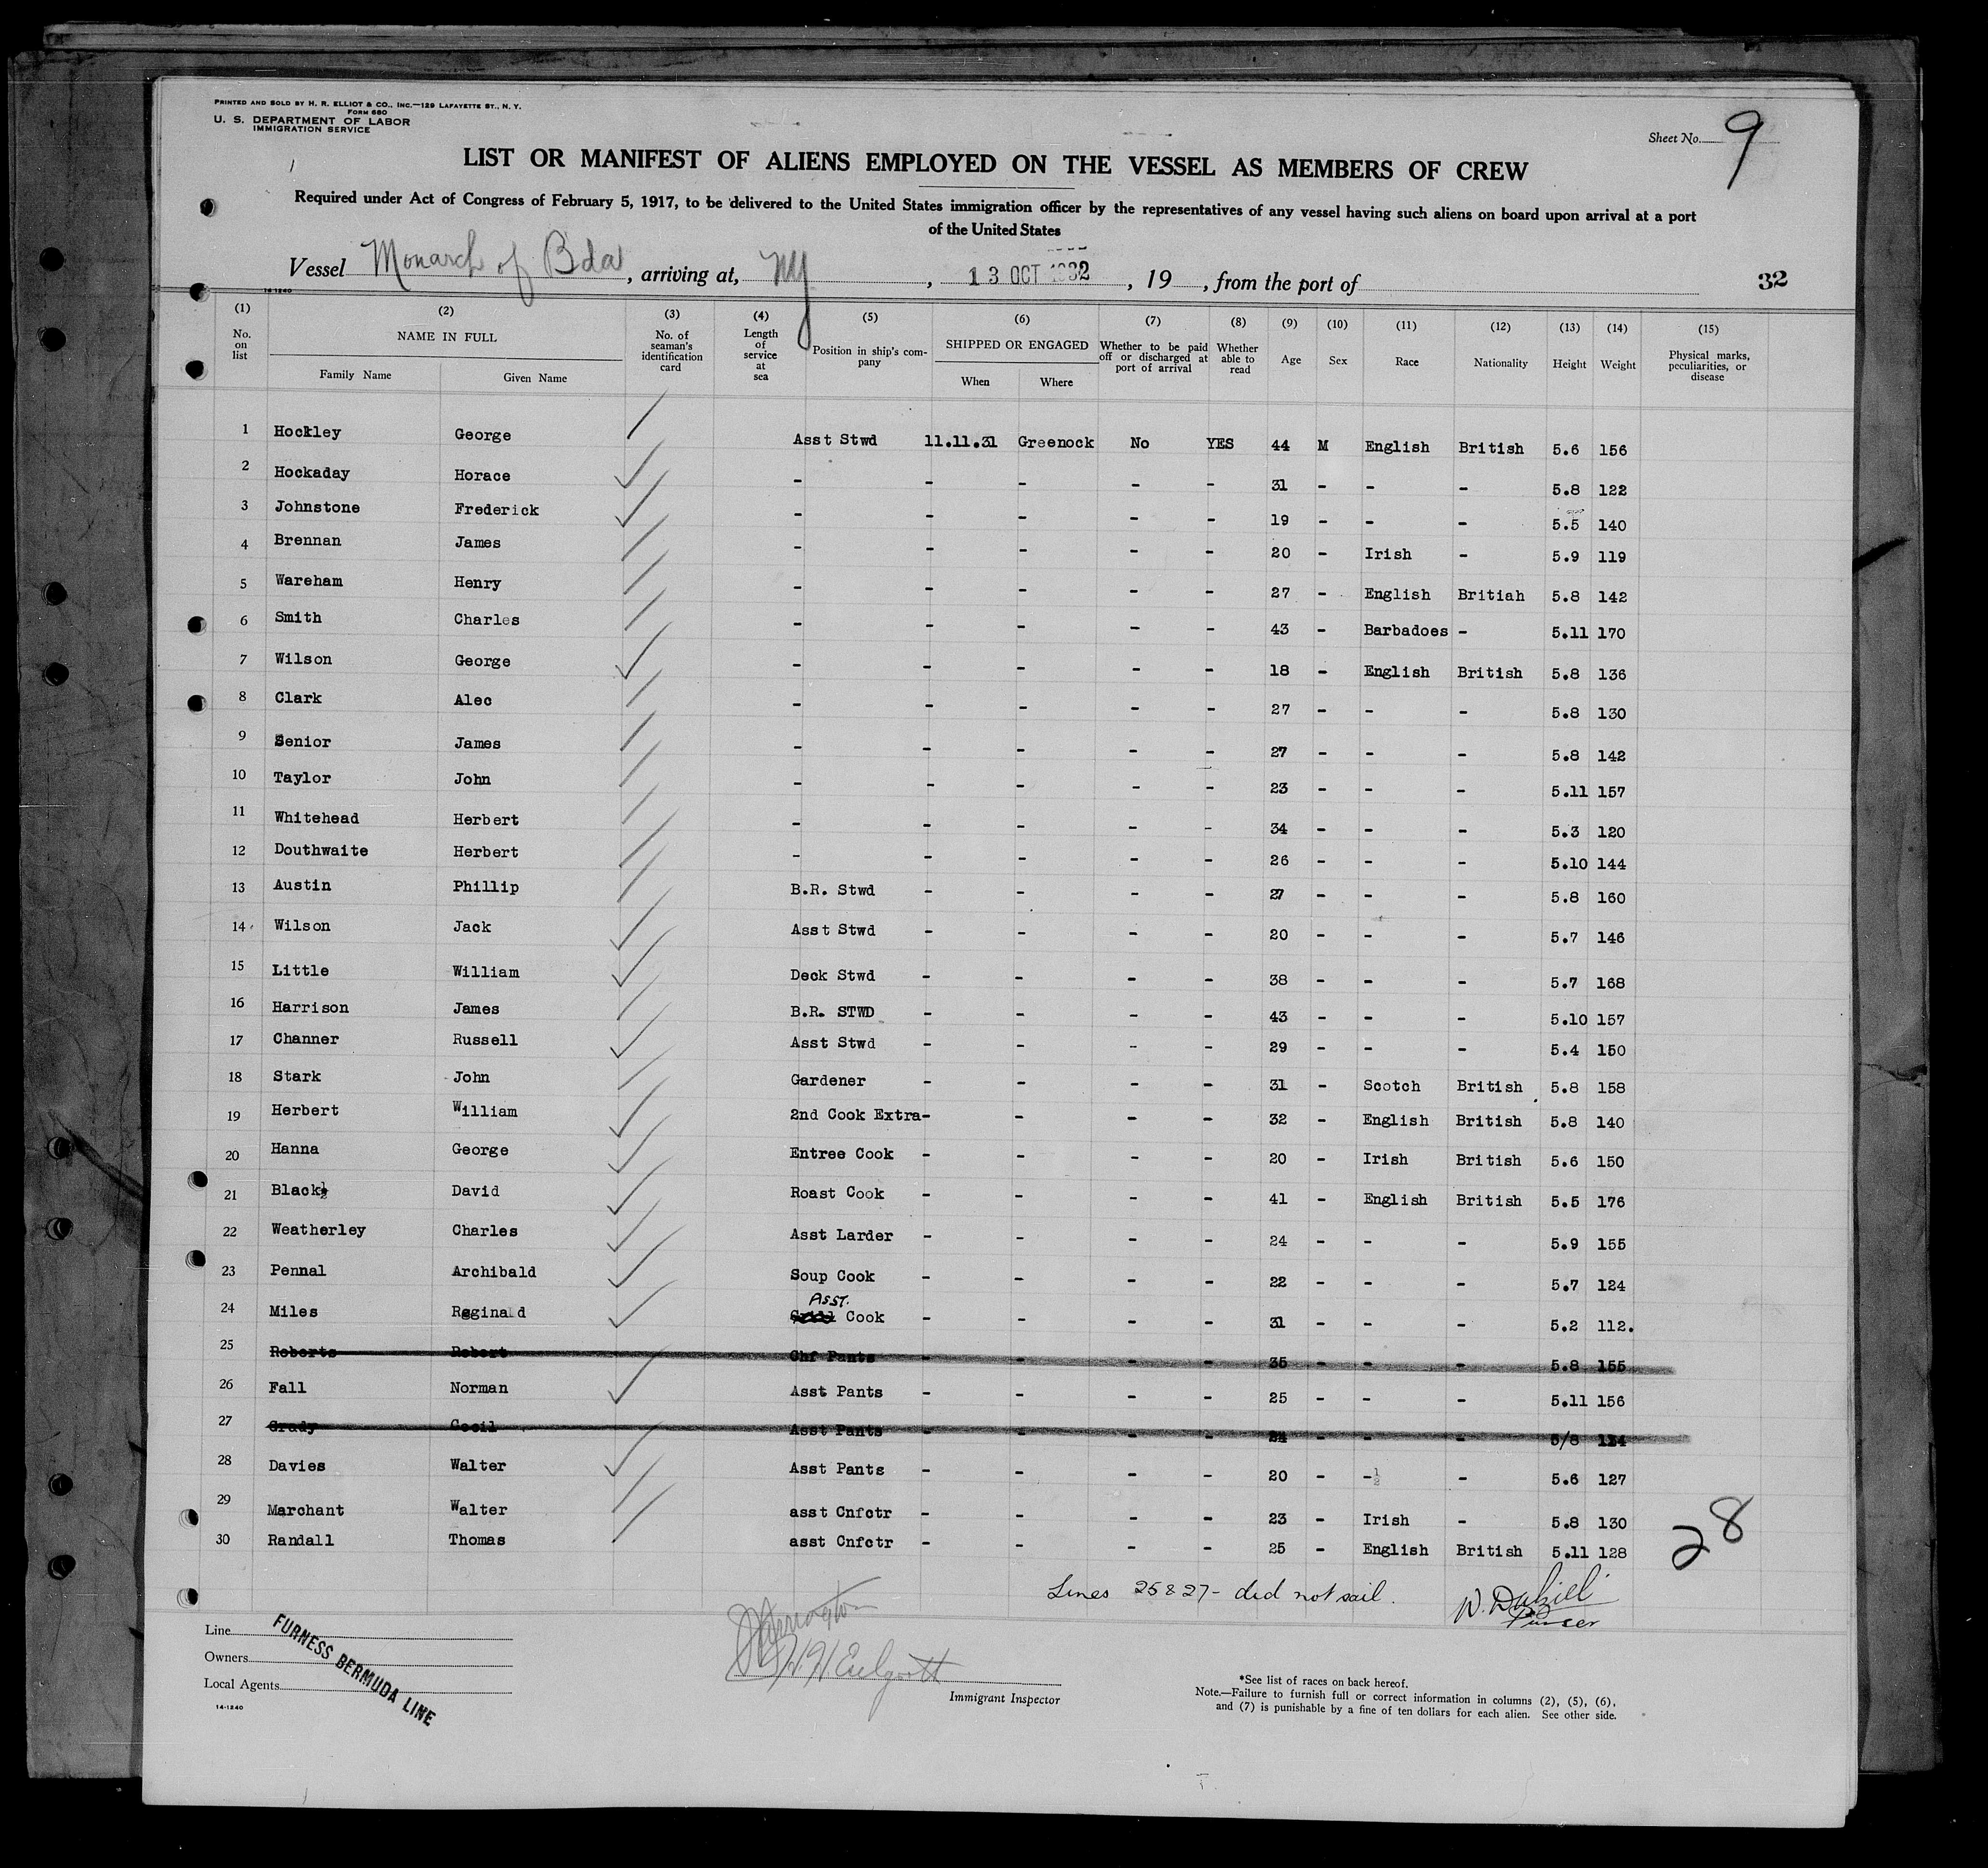 PRINTED AND SOLD BY H. R. ELLIOT & CO., INC.—129 LAFAYETTE ST., N. Y.
FORM 680
U. S. DEPARTMENT OF LABOR
IMMIGRATION SERVICE
Sheet No. 9
LIST OR MANIFEST OF ALIENS EMPLOYED ON THE VESSEL AS MEMBERS OF CREW
Required under Act of Congress of February 5, 1917, to be delivered to the United States immigration officer by the representatives of any vessel having such aliens on board upon arrival at a port
of the United States
Vessel Monarch of Bda, arriving at, NY, 13 OCT 1932, 19 , from the port of 32
14-1240
(1) No. on list (2) NAME IN FULL Family Name Given Name (3) No. of seaman's identification card (4) Length of service at sea (5) Position in ship's company (6) SHIPPED OR ENGAGED When Where (7) Whether to be paid off or discharged at port of arrival (8) Whether able to read (9) Age (10) Sex (11) Race (12) Nationality (13) Height (14) Weight (15) Physical marks, peculiarities, or disease
1 Hockley George Asst Stwd 11.11.31 Greenock No YES 44 M English British 5.6 156
2 Hockaday Horace - - - - - 31 - - - 5.8 122
3 Johnstone Frederick - - - - - 19 - - - 5.5 140
4 Brennan James - - - - - 20 - Irish - 5.9 119
5 Wareham Henry - - - - - 27 - English Britiah 5.8 142
6 Smith Charles - - - - - 43 - Barbadoes - 5.11 170
7 Wilson George - - - - - 18 - English British 5.8 136
8 Clark Alec - - - - - 27 - - - 5.8 130
9 Senior James - - - - - 27 - - - 5.8 142
10 Taylor John - - - - - 23 - - - 5.11 157
11 Whitehead Herbert - - - - - 34 - - - 5.3 120
12 Douthwaite Herbert - - - - - 26 - - - 5.10 144
13 Austin Phillip B.R. Stwd - - - - 27 - - - 5.8 160
14 Wilson Jack Asst Stwd - - - - 20 - - - 5.7 146
15 Little William Deck Stwd - - - - 38 - - - 5.7 168
16 Harrison James B.R. STWD - - - - 43 - - - 5.10 157
17 Channer Russell Asst Stwd - - - - 29 - - - 5.4 150
18 Stark John Gardener - - - - 31 - Scotch British 5.8 158
19 Herbert William 2nd Cook Extra- - - - 32 - English British 5.8 140
20 Hanna George Entree Cook - - - - 20 - Irish British 5.6 150
21 Black David Roast Cook - - - - 41 - English British 5.5 176
22 Weatherley Charles Asst Larder - - - - 24 - - - 5.9 155
23 Pennal Archibald Soup Cook - - - - 22 - - - 5.7 124
24 Miles Reginald ASST. Cook - - - - 31 - - - 5.2 112.
25 Roberts Robert Chf Pants - - - - 35 - - - 5.8 155
26 Fall Norman Asst Pants - - - - 25 - - - 5.11 156
27 Grady Cecil Asst Pants - - - - 24 - - - 5/8 124
28 Davies Walter Asst Pants - - - - 20 - -½ - 5.6 127
29 Marchant Walter asst Cnfctr - - - - 23 - Irish - 5.8 130
30 Randall Thomas asst Cnfctr - - - - 25 - English British 5.11 128
28
Lines 25 & 27 - did not sail. W. Dalziel
Purser
Line
Owners
Local Agents
FURNESS BERMUDA LINE
14-1240
Immigrant Inspector
*See list of races on back hereof.
Note.—Failure to furnish full or correct information in columns (2), (5), (6),
and (7) is punishable by a fine of ten dollars for each alien. See other side.